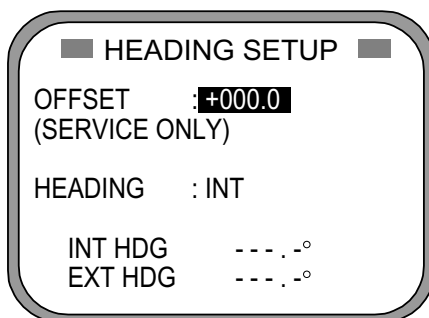 HEADING SETUP
OFFSET : +000.0
(SERVICE ONLY)
HEADING : INT
INT HDG - - - . -°
EXT HDG - - - . -°